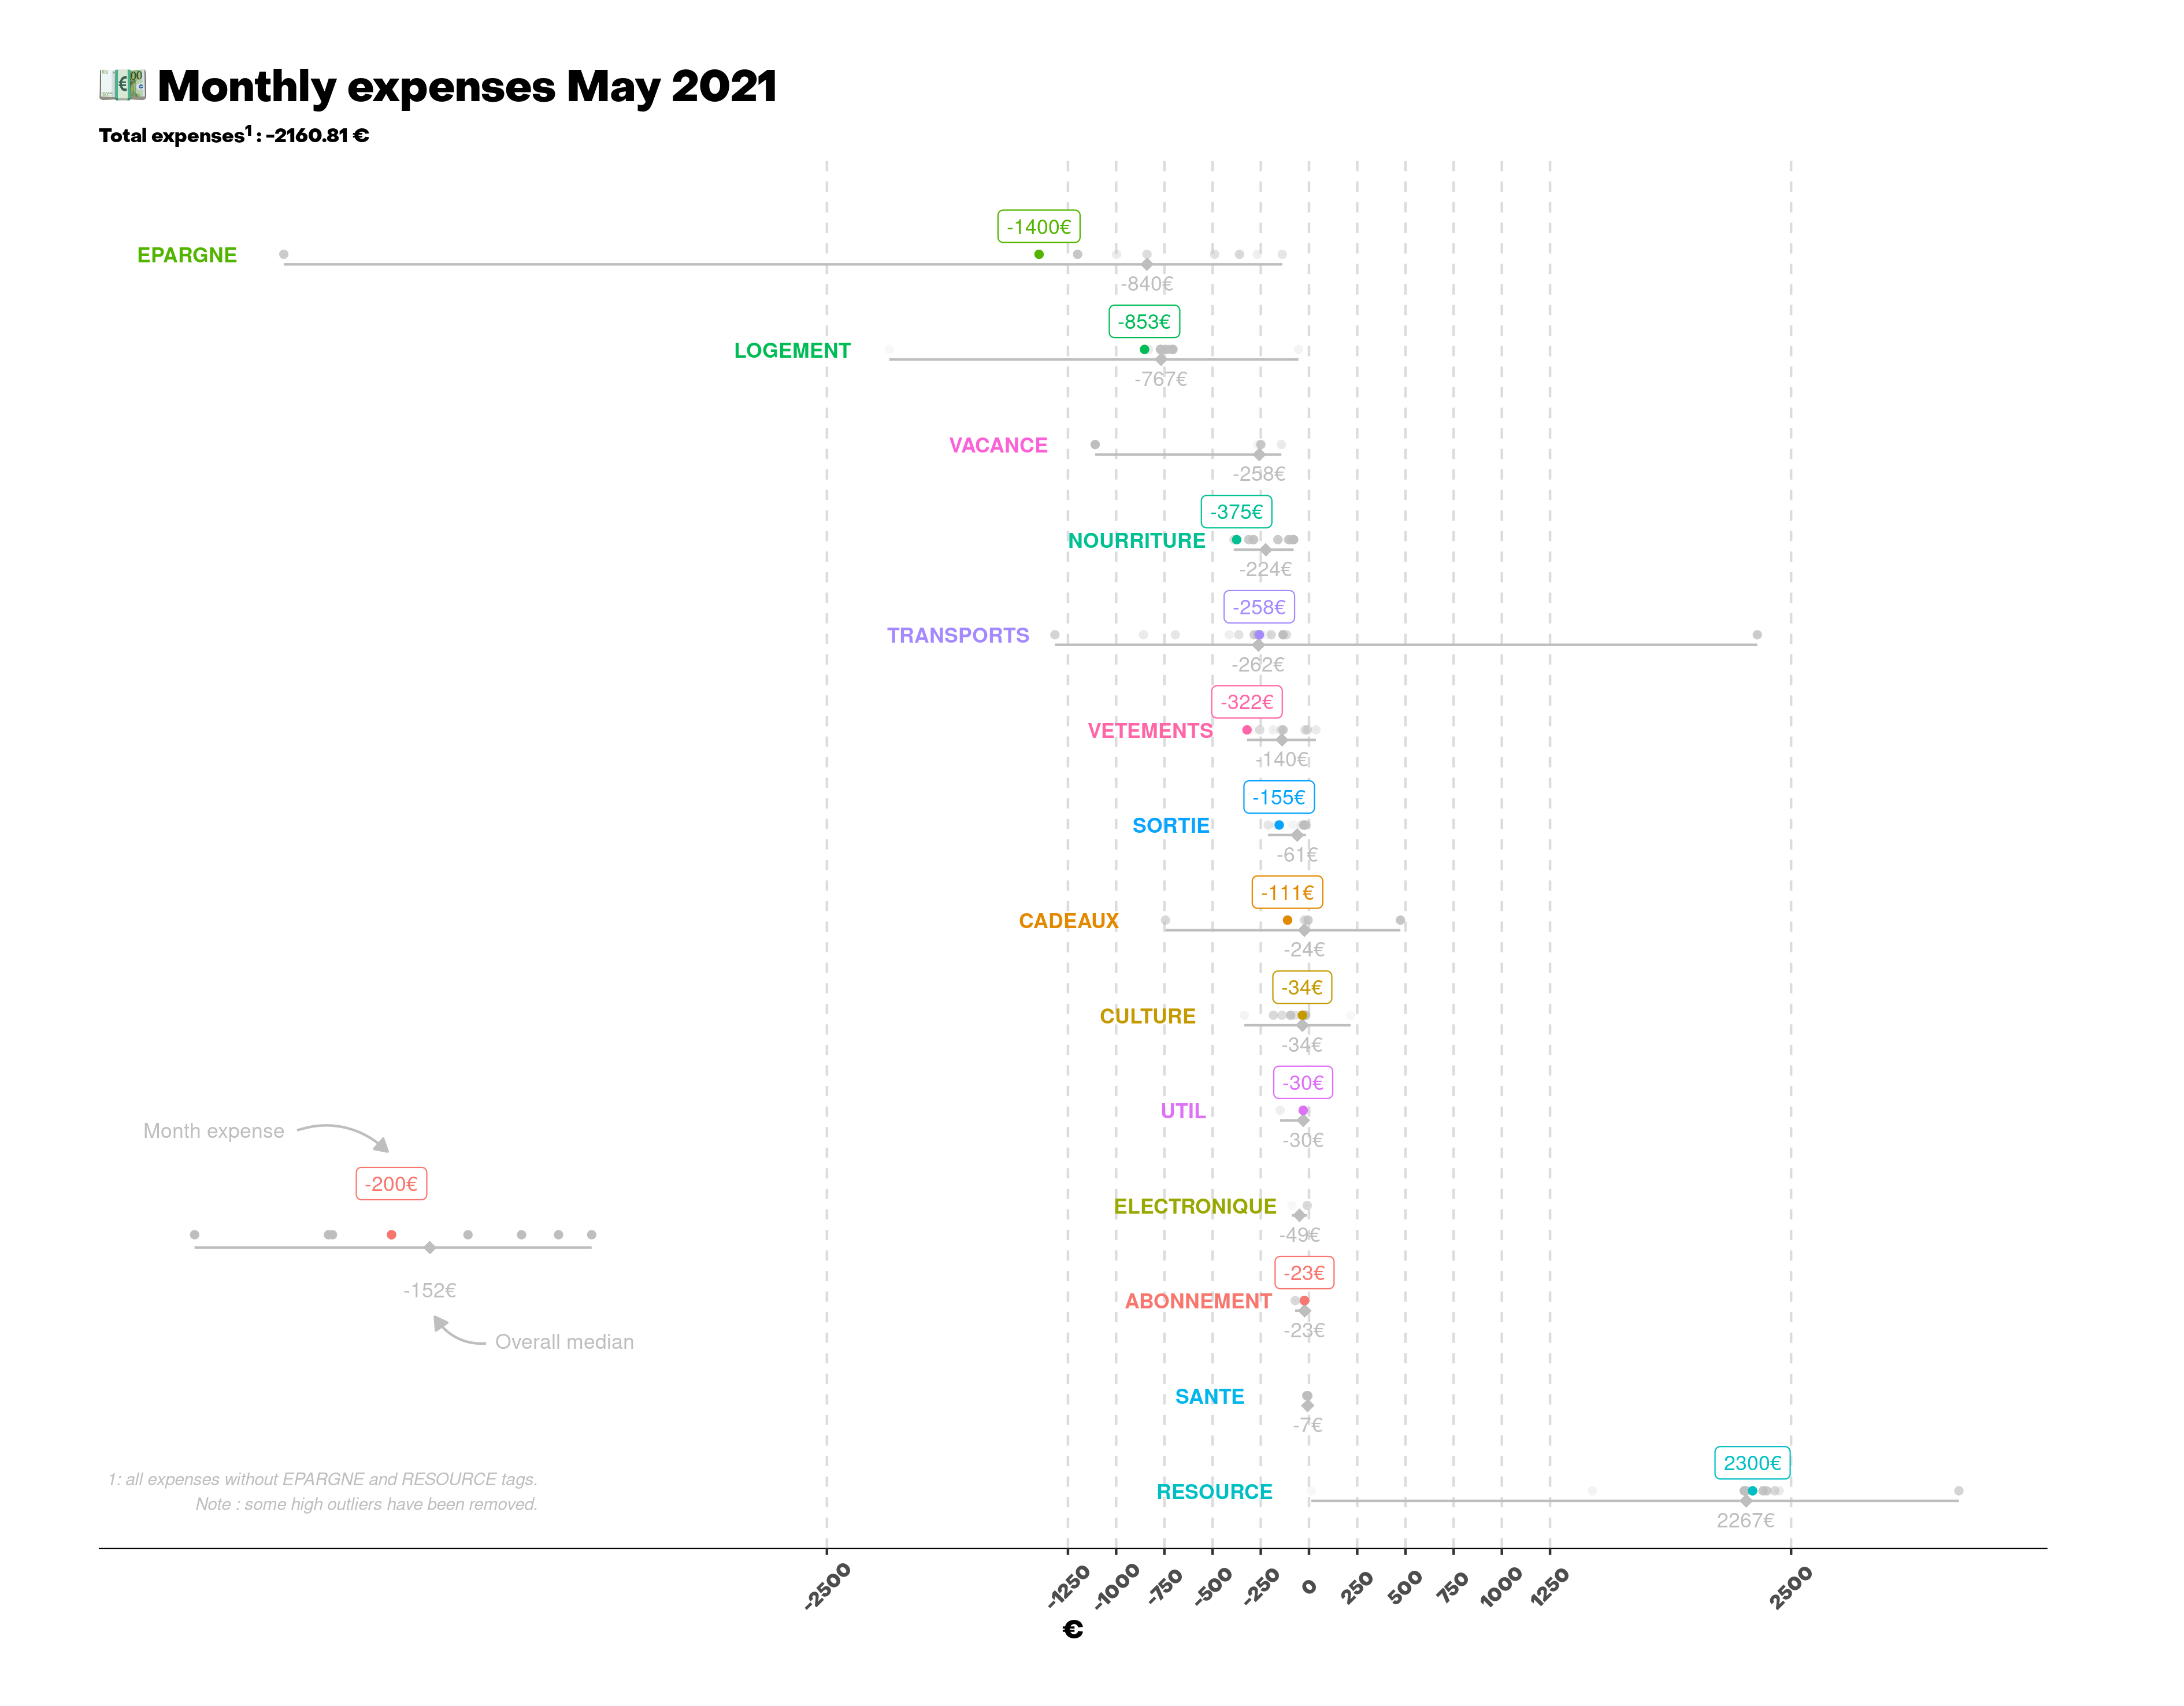 Monthly expenses May 2021
Total expenses1 : -2160.81 €
-1400€
EPARGNE
-840€
-853€
LOGEMENT
-767€
VACANCE
-258€
-375€
NOURRITURE
-224€
-258€
TRANSPORTS
-262€
-322€
VETEMENTS
-140€
-155€
SORTIE
-61€
-111€
CADEAUX
-24€
-34€
CULTURE
-34€
-30€
UTIL
-30€
Month expense
-200€
-152€
Overall median
ELECTRONIQUE
-49€
-23€
ABONNEMENT
-23€
SANTE
-7€
2300€
RESOURCE
2267€
1: all expenses without EPARGNE and RESOURCE tags.
Note : some high outliers have been removed.
-2500 -1250 -1000 -750 -500 -250 0 250 500 750 1000 1250 2500
€